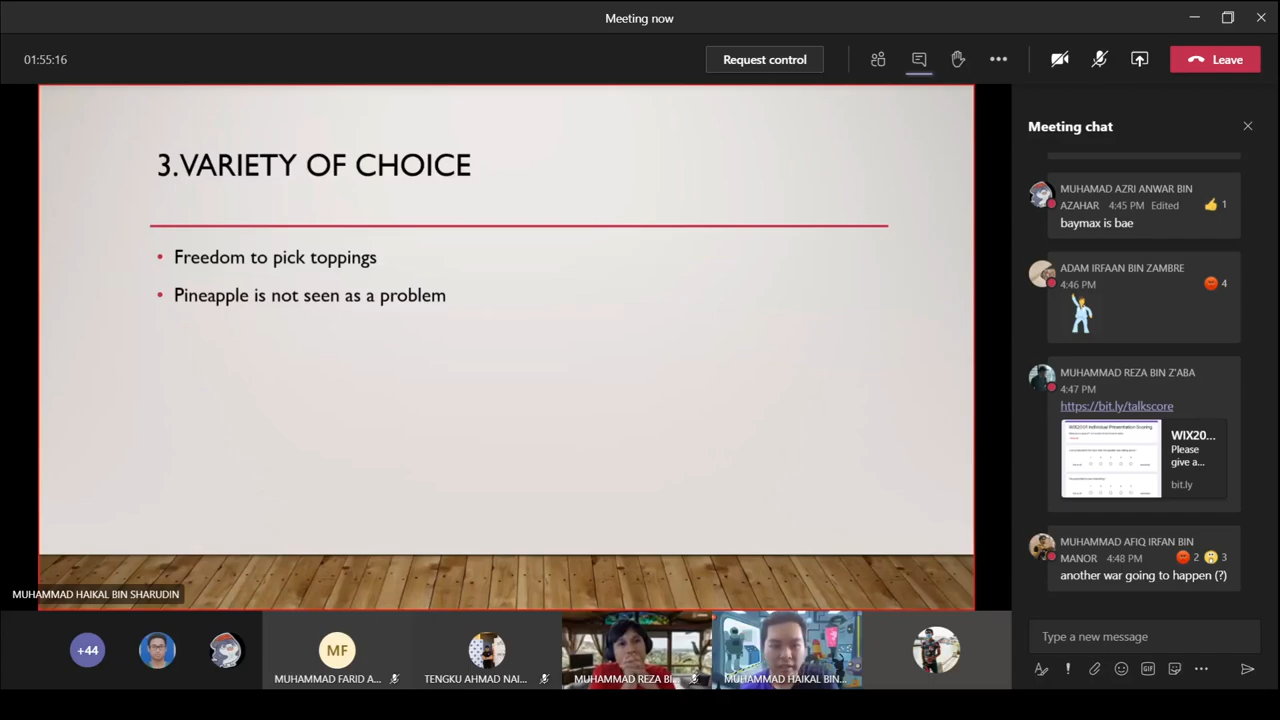 Meeting now
01:55:16
Request control
Leave
3.VARIETY OF CHOICE
• Freedom to pick toppings
• Pineapple is not seen as a problem
MUHAMMAD HAIKAL BIN SHARUDIN
+44
MF
MUHAMMAD FARID A...
TENGKU AHMAD NAI...
MUHAMMAD REZA BI...
MUHAMMAD HAIKAL BIN...
Meeting chat
MUHAMAD AZRI ANWAR BIN
AZAHAR 4:45 PM Edited 1
baymax is bae
ADAM IRFAAN BIN ZAMBRE
4:46 PM 4
MUHAMMAD REZA BIN Z'ABA
4:47 PM
https://bit.ly/talkscore
WIX20...
Please
give a...
bit.ly
MUHAMMAD AFIQ IRFAN BIN
MANOR 4:48 PM 2 3
another war going to happen (?)
Type a new message
GIF